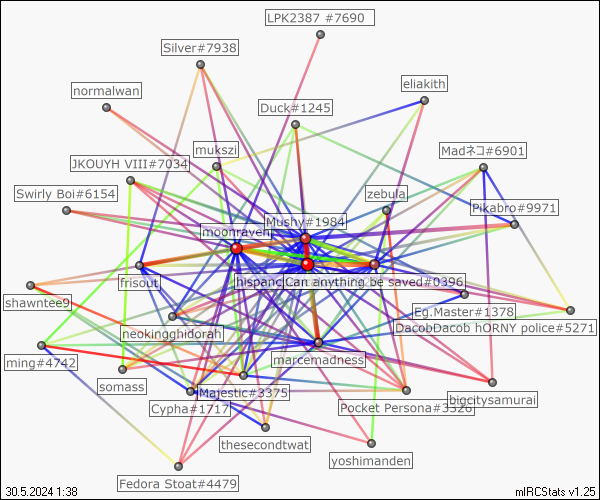 LPK2387 #7690
Silver#7938
eliakith
normalwan
Duck#1245
mukszi
Madネコ#6901
JKOUYH VIII#7034
Swirly Boi#6154
zebula
Pikabro#9971
Mushy#1984
moonraven
frisout
hispanc
Can anything be saved#0396
shawntee9
Eg.Master#1378
neokingghidorah
DacobDacob hORNY police#5271
ming#4742
marcemadness
somass
Majestic#3375
bigcitysamurai
Cypha#1717
Pocket Persona#3326
thesecondtwat
yoshimanden
Fedora Stoat#4479
30.5.2024 1:38
mIRCStats v1.25